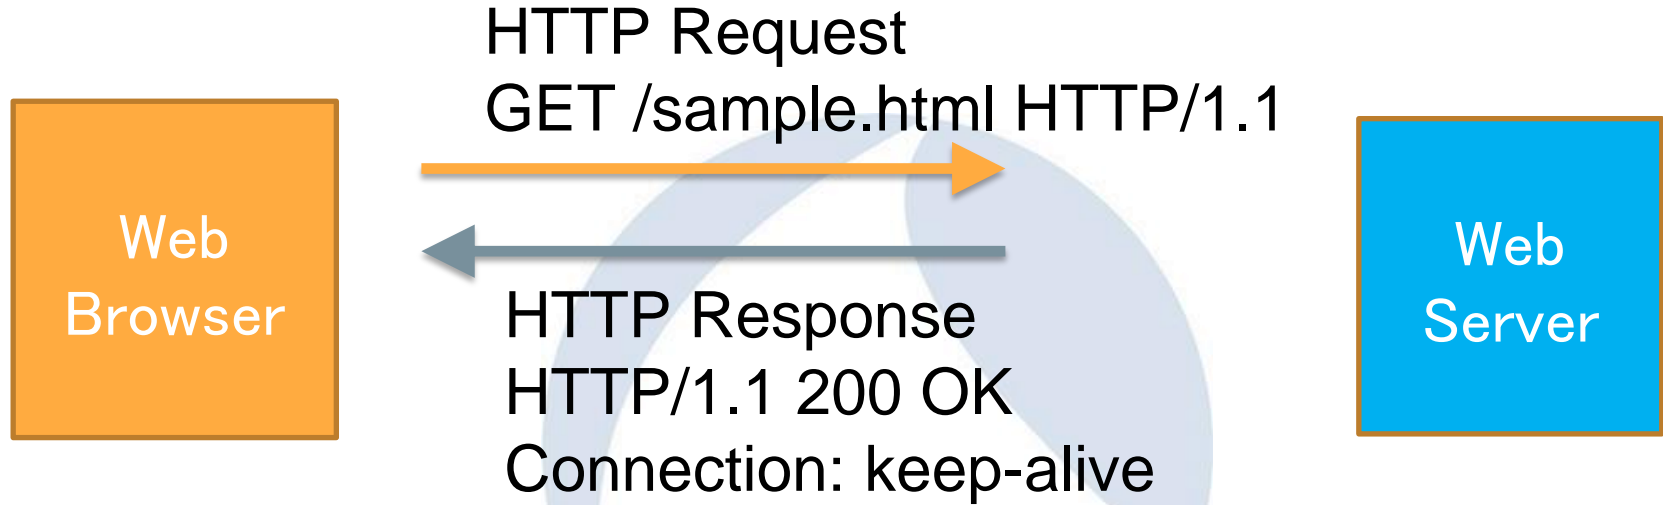 HTTP Request
GET /sample.html HTTP/1.1
Web
Browser
HTTP Response
HTTP/1.1 200 OK
Connection: keep-alive
Web
Server